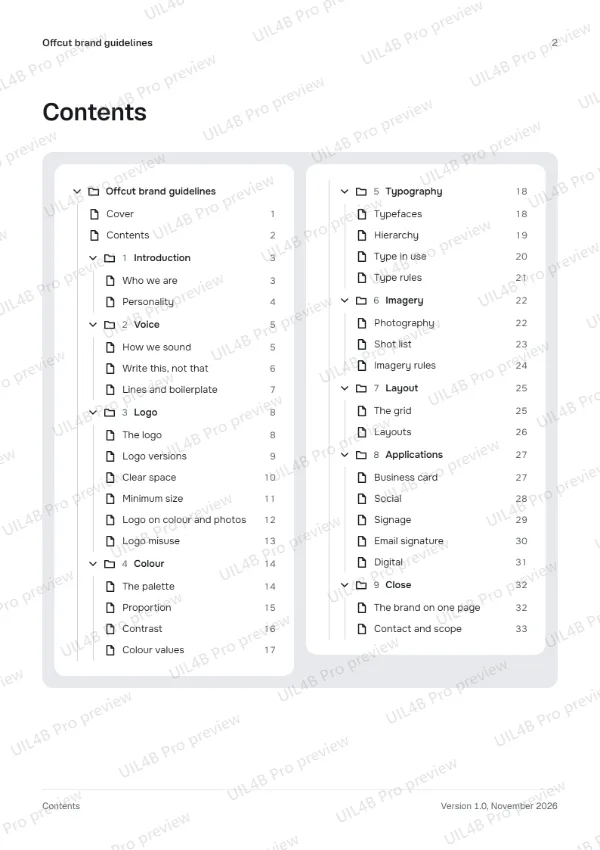 Offcut brand guidelines 2
Contents
Offcut brand guidelines
Cover 1
Contents 2
1 Introduction 3
Who we are 3
Personality 4
2 Voice 5
How we sound 5
Write this, not that 6
Lines and boilerplate 7
3 Logo 8
The logo 8
Logo versions 9
Clear space 10
Minimum size 11
Logo on colour and photos 12
Logo misuse 13
4 Colour 14
The palette 14
Proportion 15
Contrast 16
Colour values 17
5 Typography 18
Typefaces 18
Hierarchy 19
Type in use 20
Type rules 21
6 Imagery 22
Photography 22
Shot list 23
Imagery rules 24
7 Layout 25
The grid 25
Layouts 26
8 Applications 27
Business card 27
Social 28
Signage 29
Email signature 30
Digital 31
9 Close 32
The brand on one page 32
Contact and scope 33
Contents Version 1.0, November 2026
UIL4B Pro preview